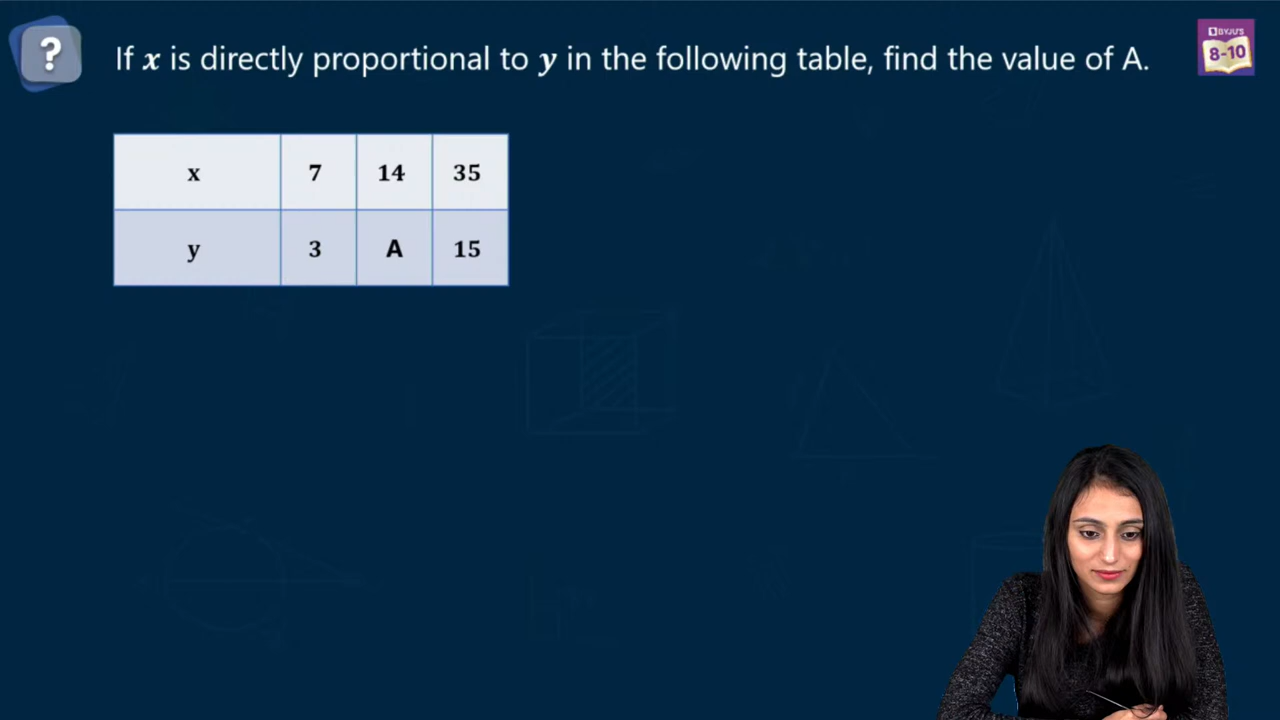 ?
If x is directly proportional to y in the following table, find the value of A.
BYJU'S
8-10
x 7 14 35
y 3 A 15